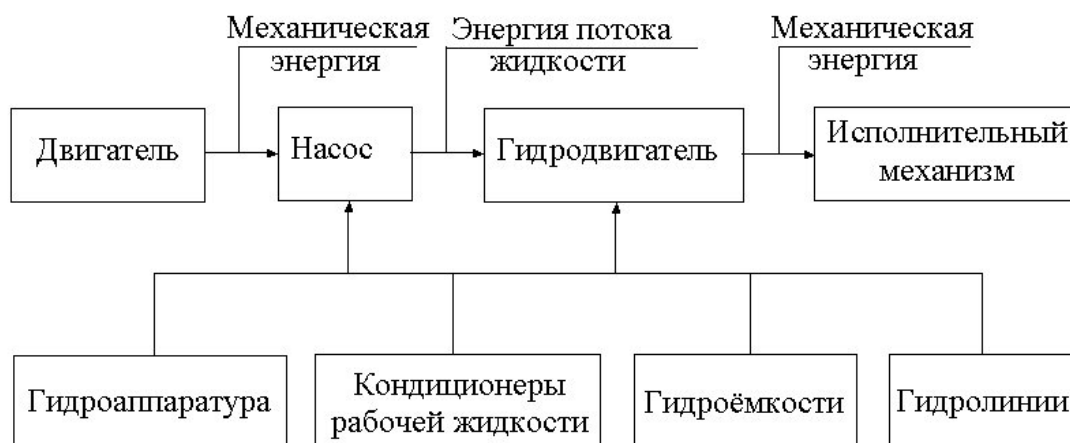 Механическая
энергия
Энергия потока
жидкости
Механическая
энергия
Двигатель
Насос
Гидродвигатель
Исполнительный
механизм
Гидроаппаратура
Кондиционеры
рабочей жидкости
Гидроёмкости
Гидролинии